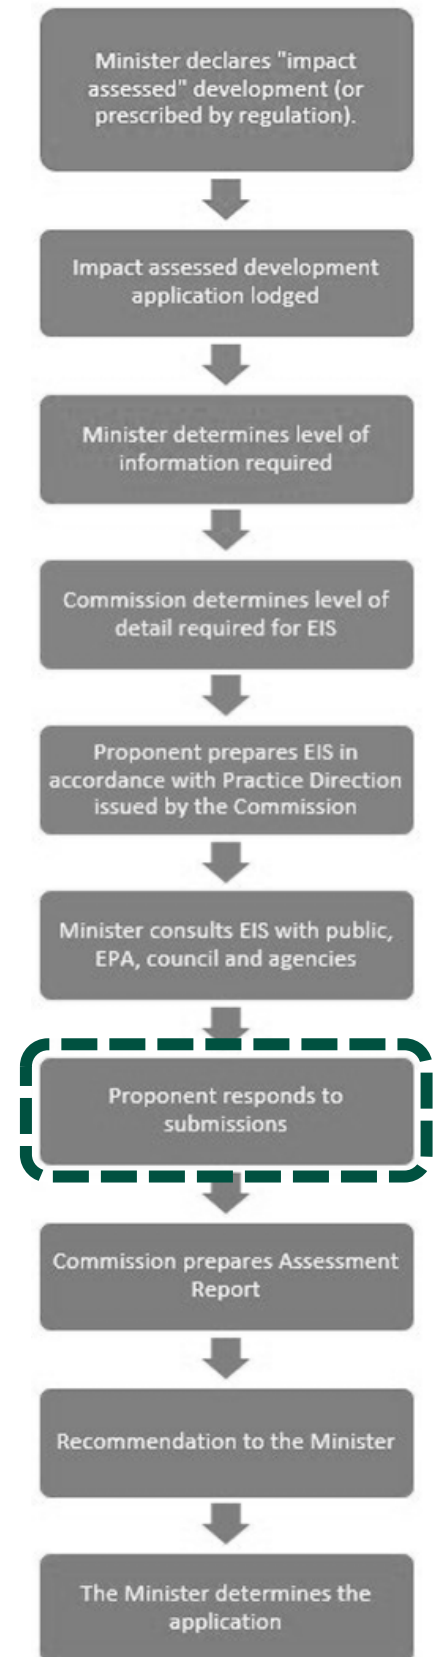 Minister declares "impact
assessed" development (or
prescribed by regulation).
Impact assessed development
application lodged
Minister determines level of
information required
Commission determines level of
detail required for EIS
Proponent prepares EIS in
accordance with Practice Direction
issued by the Commission
Minister consults EIS with public,
EPA, council and agencies
Proponent responds to
submissions
Commission prepares Assessment
Report
Recommendation to the Minister
The Minister determines the
application